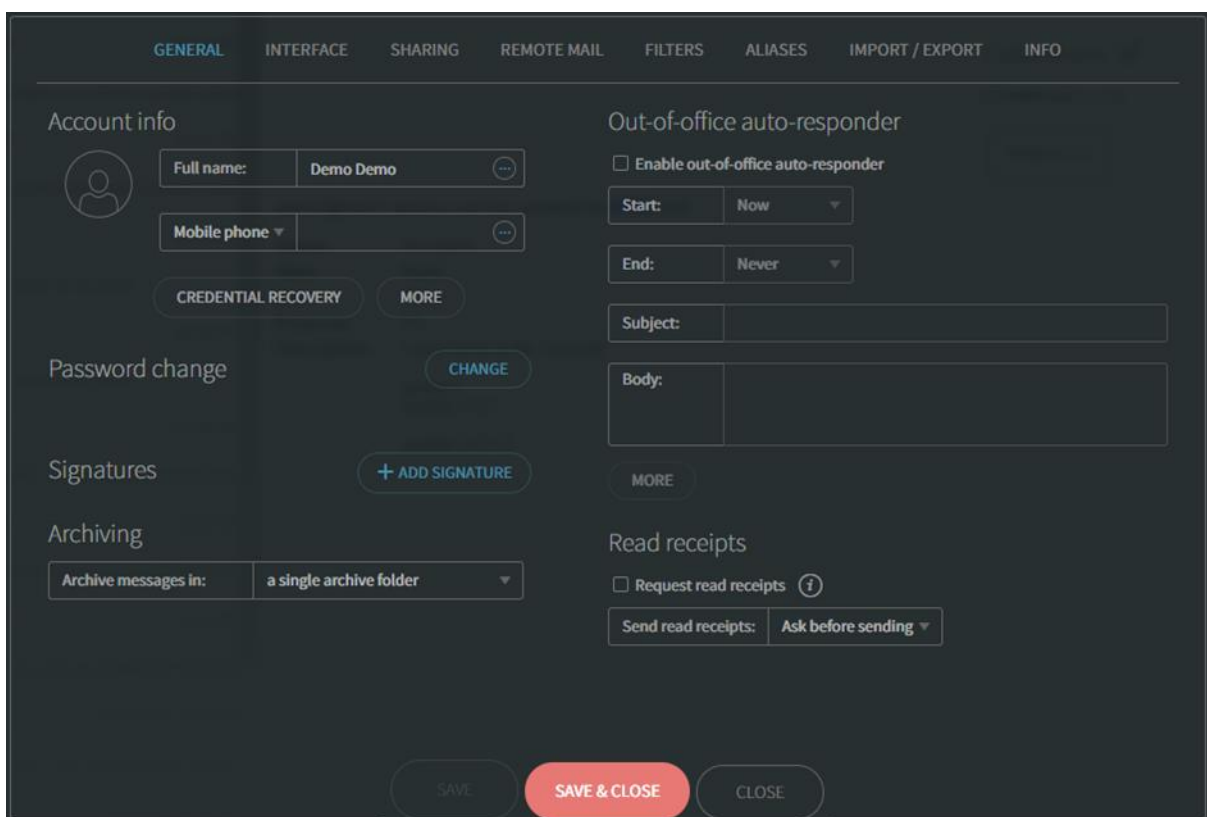 GENERAL INTERFACE SHARING REMOTE MAIL FILTERS ALIASES IMPORT / EXPORT INFO
Account info
Full name: Demo Demo
Mobile phone
CREDENTIAL RECOVERY MORE
Password change CHANGE
Signatures + ADD SIGNATURE
Archiving
Archive messages in: a single archive folder
Out-of-office auto-responder
Enable out-of-office auto-responder
Start: Now
End: Never
Subject:
Body:
MORE
Read receipts
Request read receipts i
Send read receipts: Ask before sending
SAVE SAVE & CLOSE CLOSE